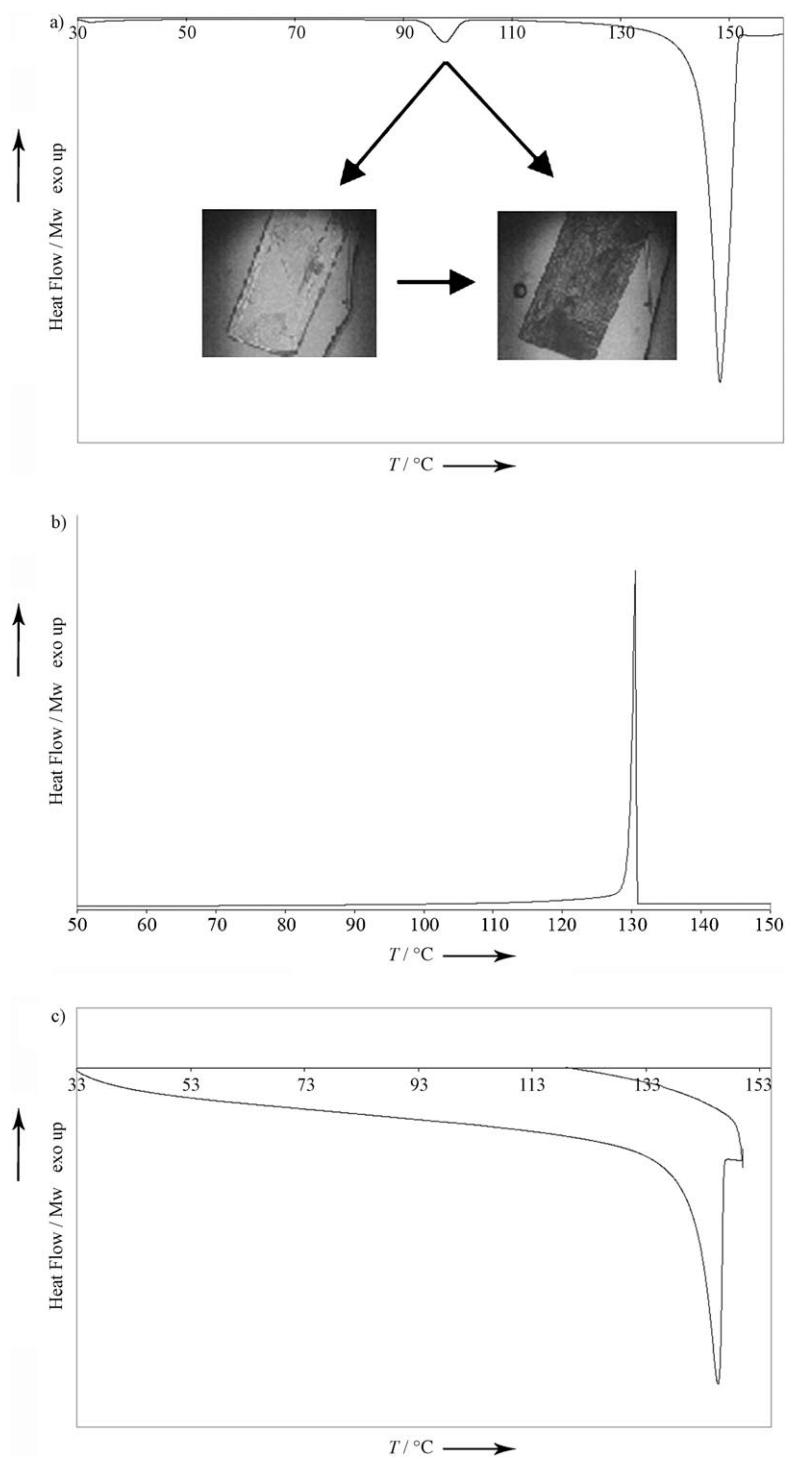 a)
30 50 70 90 110 130 150
Heat Flow / Mw exo up
T / °C
b)
Heat Flow / Mw exo up
50 60 70 80 90 100 110 120 130 140 150
T / °C
c)
33 53 73 93 113 133 153
Heat Flow / Mw exo up
T / °C